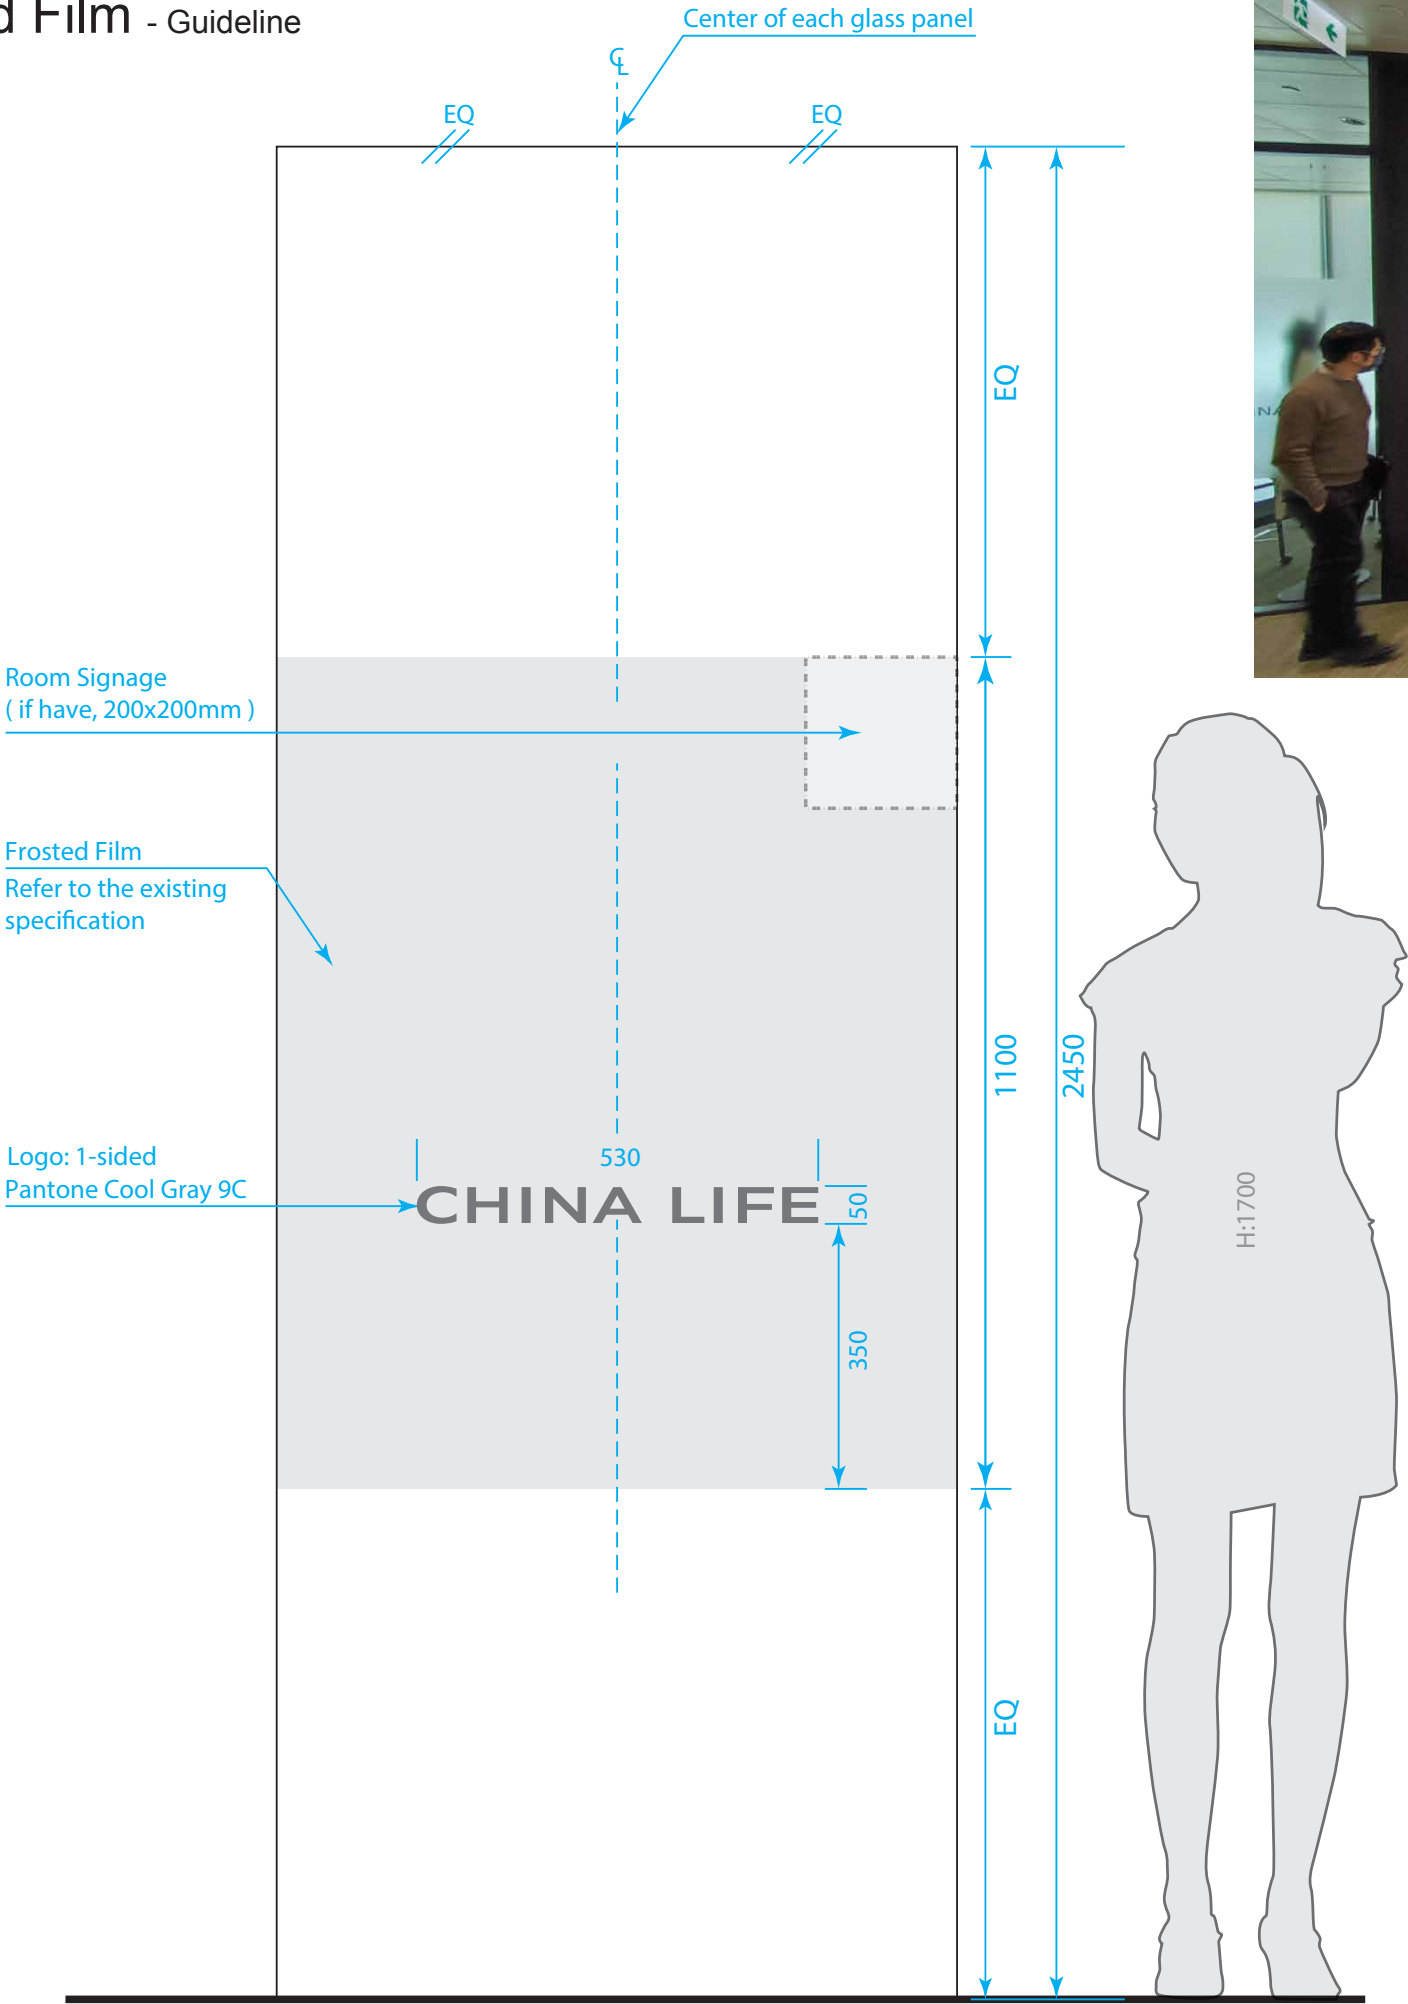 d Film - Guideline
Center of each glass panel
℄
EQ
EQ
EQ
Room Signage
( if have, 200x200mm )
Frosted Film
Refer to the existing
specification
1100
2450
Logo: 1-sided
Pantone Cool Gray 9C
530
CHINA LIFE
50
H:1700
350
EQ